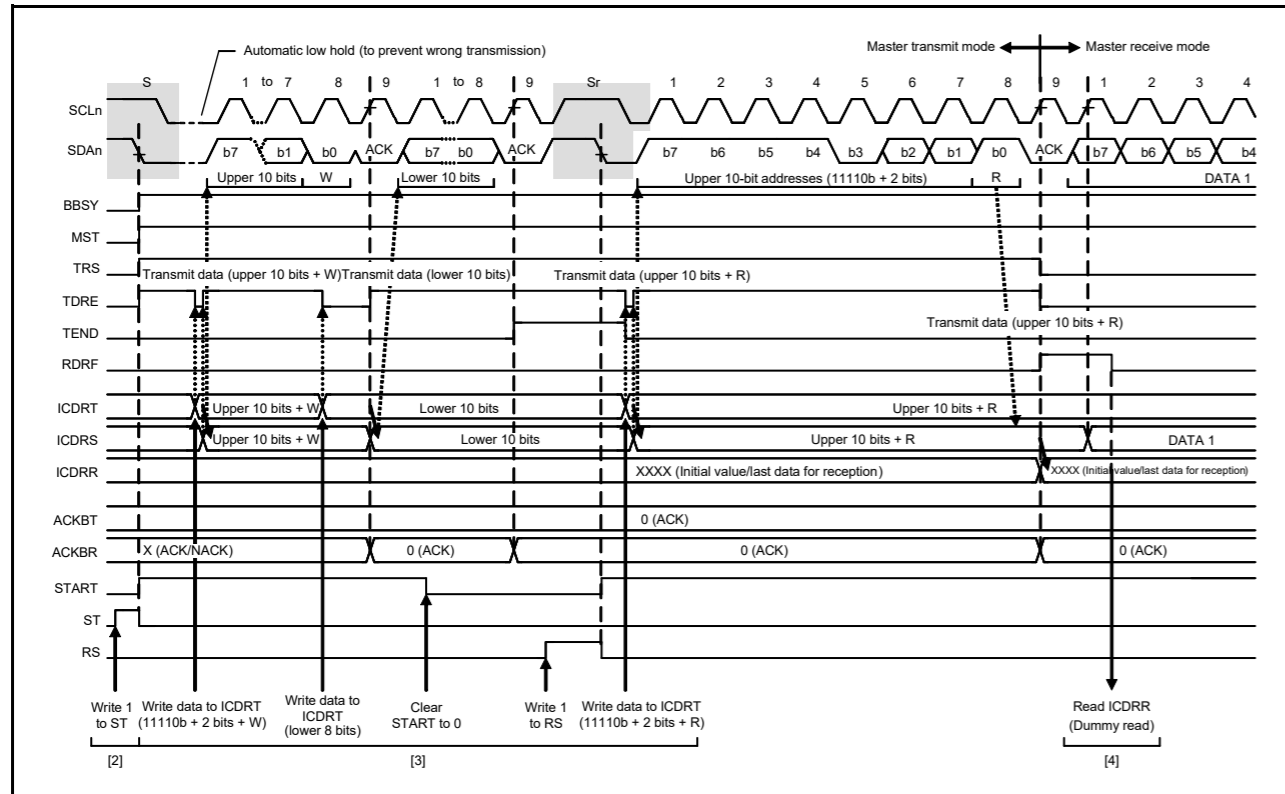 Automatic low hold (to prevent wrong transmission)
Master transmit mode Master receive mode
S 1 to 7 8 9 1 to 8 9 Sr 1 2 3 4 5 6 7 8 9 1 2 3 4
SCLn
SDAn b7 b1 b0 ACK b7 b0 ACK b7 b6 b5 b4 b3 b2 b1 b0 ACK b7 b6 b5 b4
Upper 10 bits W Lower 10 bits Upper 10-bit addresses (11110b + 2 bits) R DATA 1
BBSY
MST
TRS
Transmit data (upper 10 bits + W) Transmit data (lower 10 bits) Transmit data (upper 10 bits + R)
TDRE
Transmit data (upper 10 bits + R)
TEND
RDRF
ICDRT Upper 10 bits + W Lower 10 bits Upper 10 bits + R
ICDRS Upper 10 bits + W Lower 10 bits Upper 10 bits + R DATA 1
ICDRR XXXX (Initial value/last data for reception) XXXX (Initial value/last data for reception)
ACKBT 0 (ACK)
ACKBR X (ACK/NACK) 0 (ACK) 0 (ACK) 0 (ACK)
START
ST
RS
Write 1
to ST
Write data to ICDRT
(11110b + 2 bits + W)
Write data to
ICDRT
(lower 8 bits)
Clear
START to 0
Write 1
to RS
Write data to ICDRT
(11110b + 2 bits + R)
Read ICDRR
(Dummy read)
[2] [3] [4]